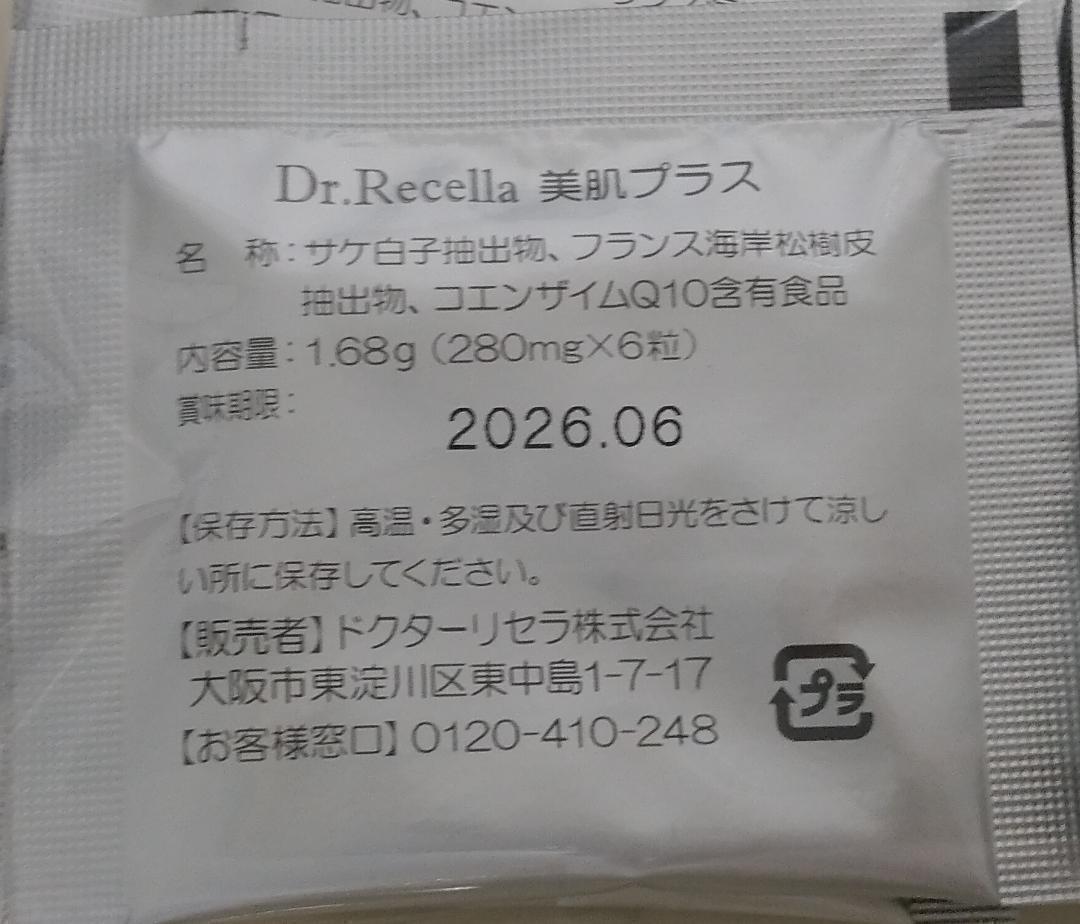 Dr.Recella 美肌プラス
名　称：サケ白子抽出物、フランス海岸松樹皮
抽出物、コエンザイムQ10含有食品
内容量：1.68g（280mg×6粒）
賞味期限：
2026.06
【保存方法】高温・多湿及び直射日光をさけて涼し
い所に保存してください。
【販売者】ドクターリセラ株式会社
大阪市東淀川区東中島1-7-17
プラ
【お客様窓口】0120-410-248